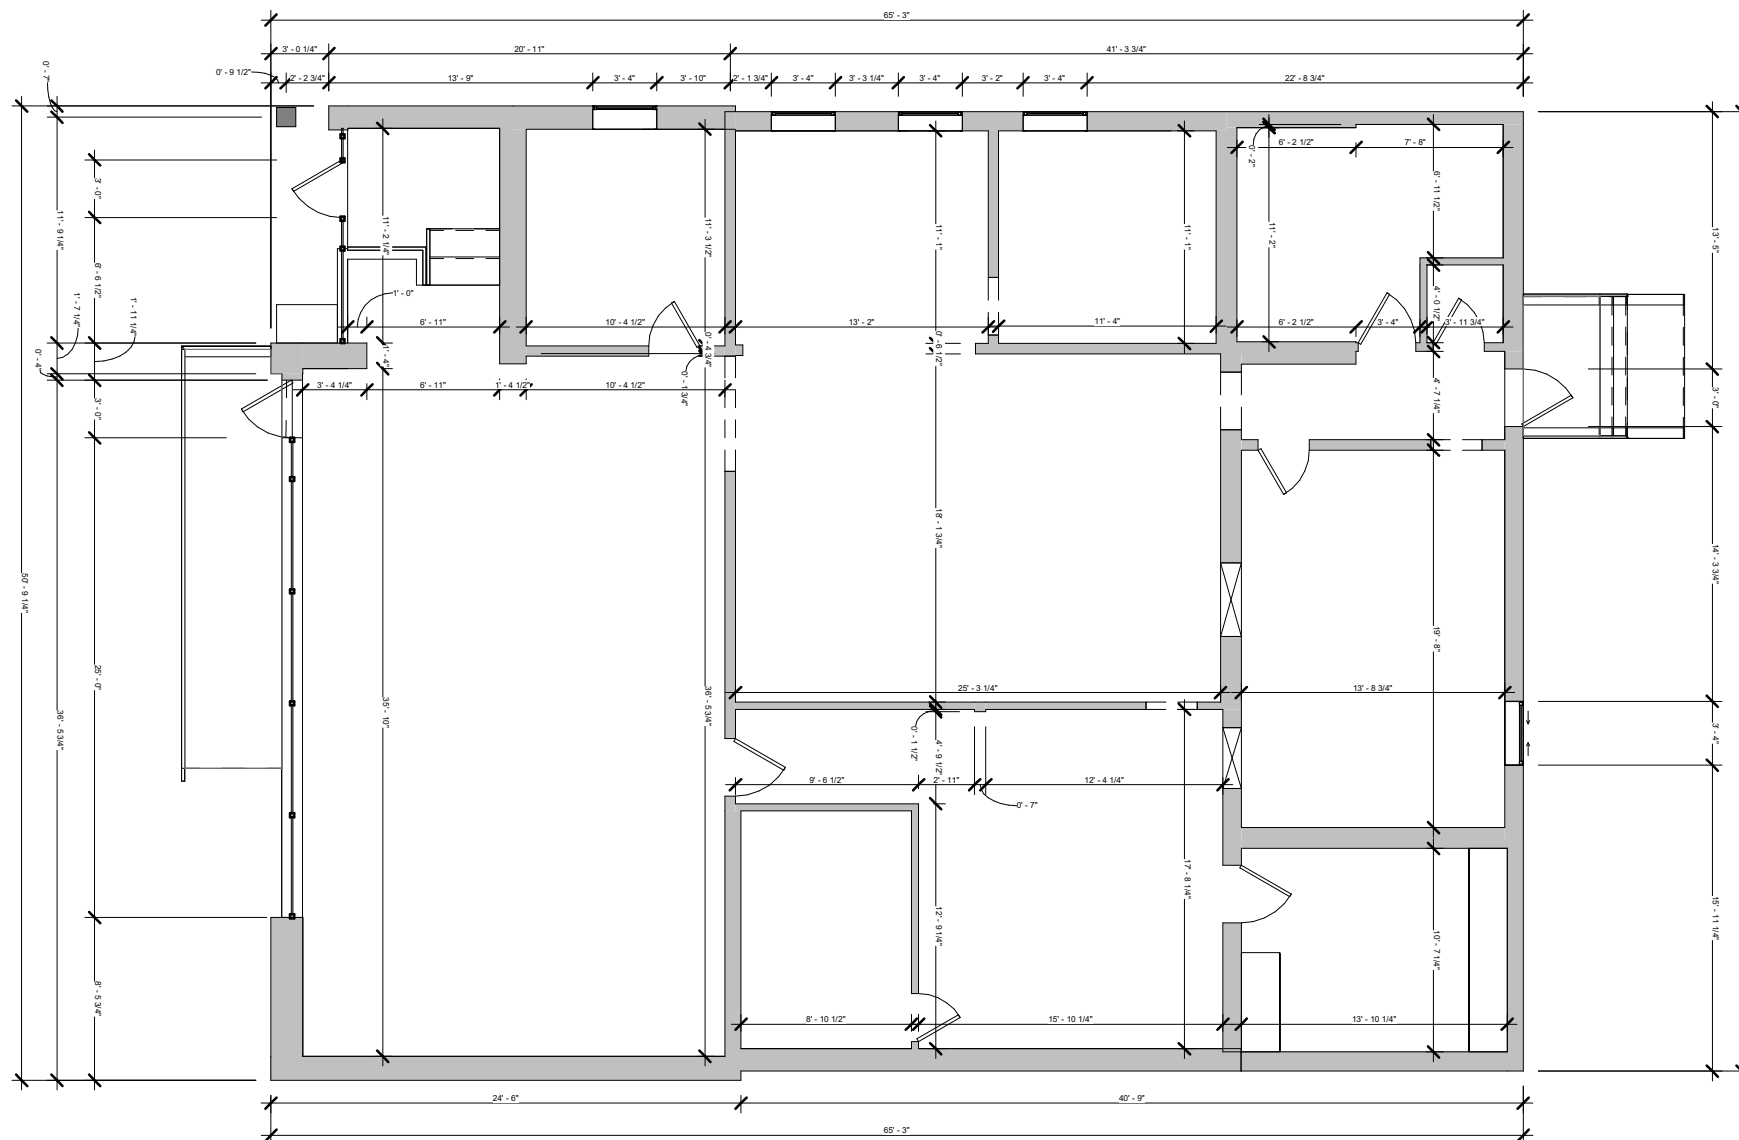 65' - 3"
3' - 0 1/4"
20' - 11"
41' - 3 3/4"
0' - 9 1/2"
2' - 2 3/4"
13' - 9"
3' - 4"
3' - 10"
2' - 1 3/4"
3' - 4"
3' - 3 1/4"
3' - 4"
3' - 2"
3' - 4"
22' - 8 3/4"
0' - 7"
11' - 9 1/4"
3' - 0"
6' - 6 1/2"
1' - 7 1/4"
1' - 11 1/4"
0' - 4"
3' - 0"
50' - 9 1/4"
36' - 5 3/4"
25' - 0"
8' - 5 3/4"
11' - 2 1/4"
11' - 3 1/2"
11' - 1"
11' - 1"
0' - 2"
6' - 2 1/2"
7' - 8"
6' - 11 1/2"
11' - 2"
4' - 0 1/2"
13' - 5"
1' - 0"
6' - 11"
10' - 4 1/2"
13' - 2"
11' - 4"
6' - 2 1/2"
3' - 4"
3' - 11 3/4"
1' - 4"
0' - 4 3/4"
0' - 6 1/2"
0' - 1 3/4"
3' - 4 1/4"
6' - 11"
1' - 4 1/2"
10' - 4 1/2"
4' - 7 1/4"
3' - 0"
18' - 1 3/4"
14' - 3 3/4"
19' - 8"
35' - 10"
36' - 5 3/4"
25' - 3 1/4"
13' - 8 3/4"
3' - 4"
0' - 1 1/2"
4' - 9 1/2"
9' - 6 1/2"
2' - 11"
12' - 4 1/4"
0' - 7"
17' - 8 1/4"
12' - 9 1/4"
10' - 7 1/4"
15' - 11 1/4"
8' - 10 1/2"
15' - 10 1/4"
13' - 10 1/4"
24' - 6"
40' - 9"
65' - 3"